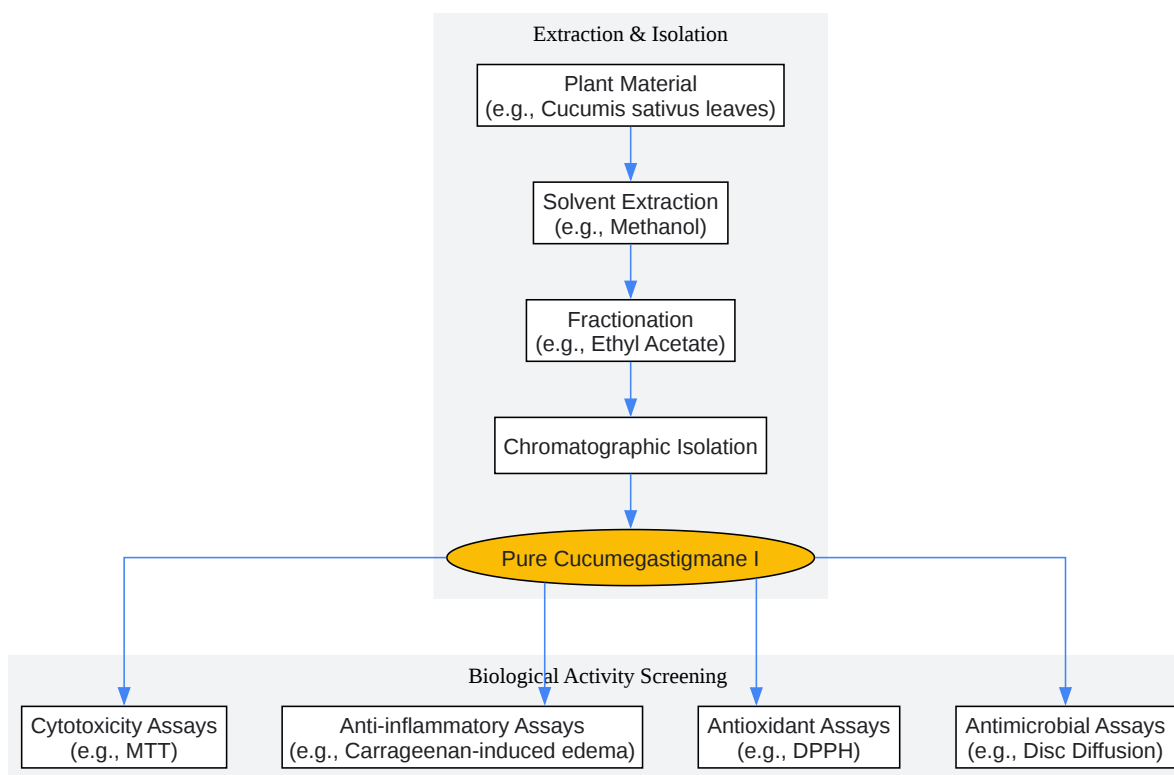 Extraction & Isolation
Plant Material
(e.g., Cucumis sativus leaves)
Solvent Extraction
(e.g., Methanol)
Fractionation
(e.g., Ethyl Acetate)
Chromatographic Isolation
Pure Cucumegastigmane I
Biological Activity Screening
Cytotoxicity Assays
(e.g., MTT)
Anti-inflammatory Assays
(e.g., Carrageenan-induced edema)
Antioxidant Assays
(e.g., DPPH)
Antimicrobial Assays
(e.g., Disc Diffusion)